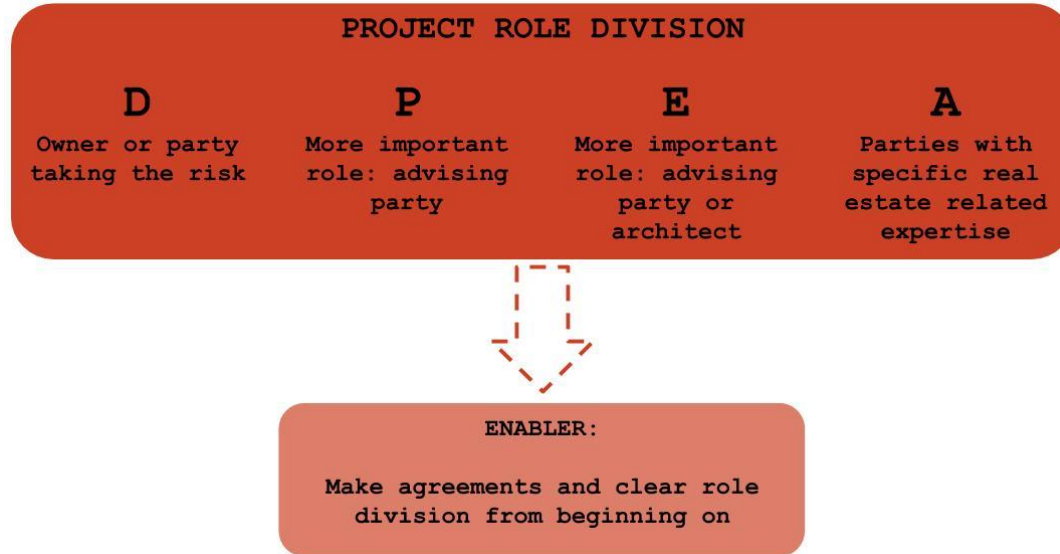 PROJECT ROLE DIVISION
D
Owner or party
taking the risk
P
More important
role: advising
party
E
More important
role: advising
party or
architect
A
Parties with
specific real
estate related
expertise
ENABLER:
Make agreements and clear role
division from beginning on